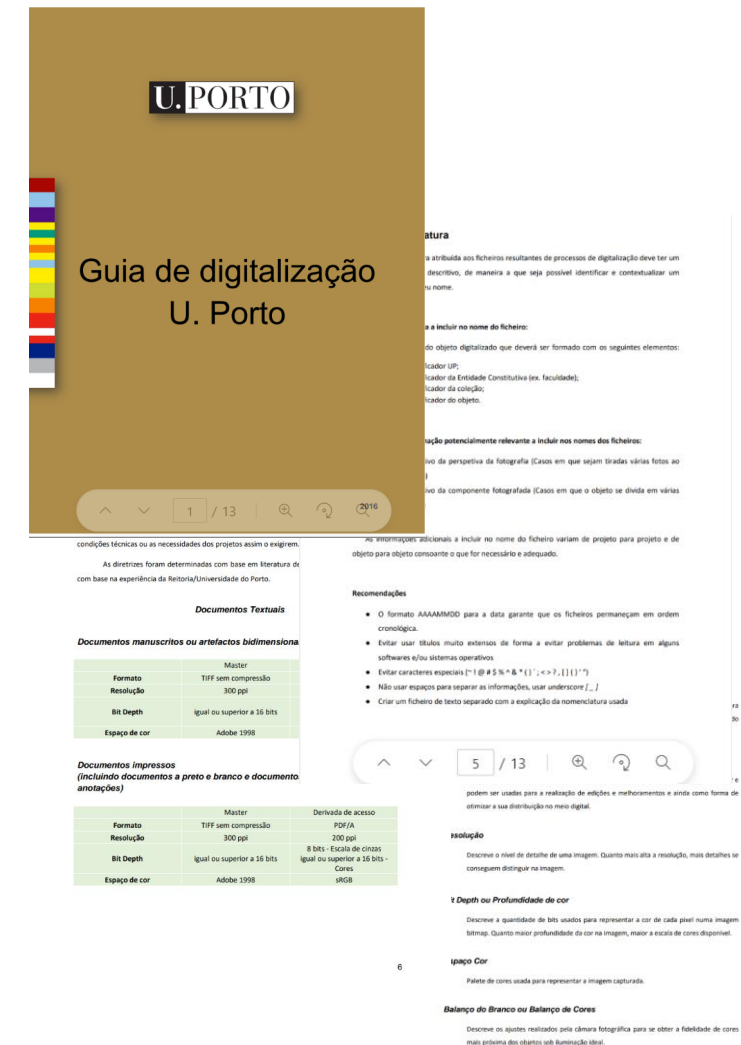 U. PORTO
Guia de digitalização
U. Porto
2016
1 / 13
atura
a atribuída aos ficheiros resultantes de processos de digitalização deve ter um
descritivo, de maneira a que seja possível identificar e contextualizar um
eu nome.
a a incluir no nome do ficheiro:
do objeto digitalizado que deverá ser formado com os seguintes elementos:
icador UP;
icador da Entidade Constitutiva (ex. faculdade);
icador da coleção;
icador do objeto.
nação potencialmente relevante a incluir nos nomes dos ficheiros:
ivo da perspetiva da fotografia (Casos em que sejam tiradas várias fotos ao
)
ivo da componente fotografada (Casos em que o objeto se divida em várias
As informações adicionais a incluir no nome do ficheiro variam de projeto para projeto e de
objeto para objeto consoante o que for necessário e adequado.
Recomendações
● O formato AAAAMMDD para a data garante que os ficheiros permaneçam em ordem
cronológica.
● Evitar usar títulos muito extensos de forma a evitar problemas de leitura em alguns
softwares e/ou sistemas operativos
● Evitar caracteres especiais
● Não usar espaços para separar as informações, usar underscore [ _ ]
● Criar um ficheiro de texto separado com a explicação da nomenclatura usada
5 / 13
condições técnicas ou as necessidades dos projetos assim o exigirem.
As diretrizes foram determinadas com base em literatura de
com base na experiência da Reitoria/Universidade do Porto.
Documentos Textuais
Documentos manuscritos ou artefactos bidimensiona
Master
Formato TIFF sem compressão
Resolução 300 ppi
Bit Depth igual ou superior a 16 bits
Espaço de cor Adobe 1998
Documentos impressos
(incluindo documentos a preto e branco e documento
anotações)
Master Derivada de acesso
Formato TIFF sem compressão PDF/A
Resolução 300 ppi 200 ppi
Bit Depth igual ou superior a 16 bits 8 bits - Escala de cinzas
igual ou superior a 16 bits -
Cores
Espaço de cor Adobe 1998 sRGB
6
ra
do
r e
podem ser usadas para a realização de edições e melhoramentos e ainda como forma de
otimizar a sua distribuição no meio digital.
esolução
Descreve o nível de detalhe de uma imagem. Quanto mais alta a resolução, mais detalhes se
conseguem distinguir na imagem.
it Depth ou Profundidade de cor
Descreve a quantidade de bits usados para representar a cor de cada pixel numa imagem
bitmap. Quanto maior profundidade da cor na imagem, maior a escala de cores disponível.
spaço Cor
Palete de cores usada para representar a imagem capturada.
Balanço do Branco ou Balanço de Cores
Descreve os ajustes realizados pela câmara fotográfica para se obter a fidelidade de cores
mais próxima dos objetos sob iluminação ideal.